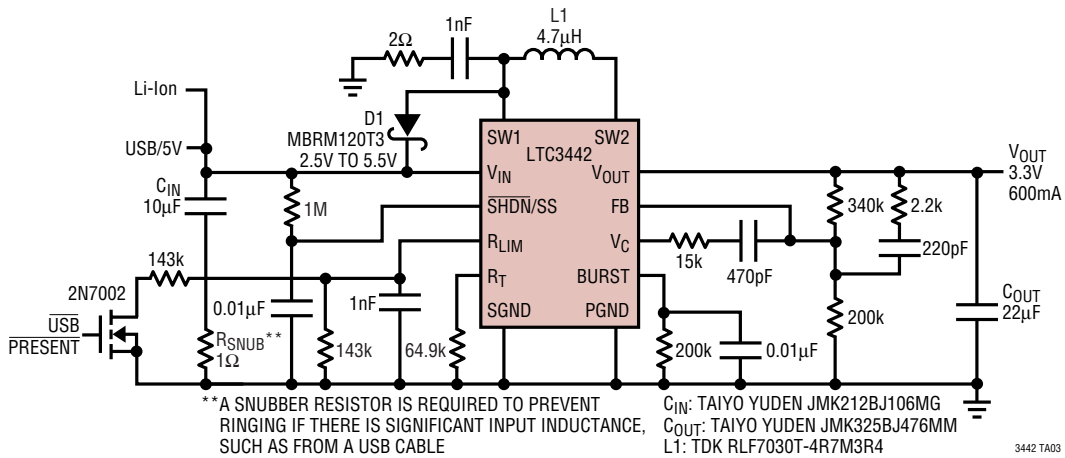 1nF
L1
4.7µH
2Ω
Li-Ion
D1
MBRM120T3
2.5V TO 5.5V
USB/5V
SW1
SW2
LTC3442
VIN
VOUT
SHDN/SS
FB
RLIM
VC
RT
BURST
SGND
PGND
VOUT
3.3V
600mA
CIN
10µF
1M
340k
2.2k
15k
470pF
220pF
143k
2N7002
USB
PRESENT
0.01µF
1nF
RSNUB**
1Ω
143k
64.9k
200k
0.01µF
200k
COUT
22µF
**A SNUBBER RESISTOR IS REQUIRED TO PREVENT
RINGING IF THERE IS SIGNIFICANT INPUT INDUCTANCE,
SUCH AS FROM A USB CABLE
CIN: TAIYO YUDEN JMK212BJ106MG
COUT: TAIYO YUDEN JMK325BJ476MM
L1: TDK RLF7030T-4R7M3R4
3442 TA03